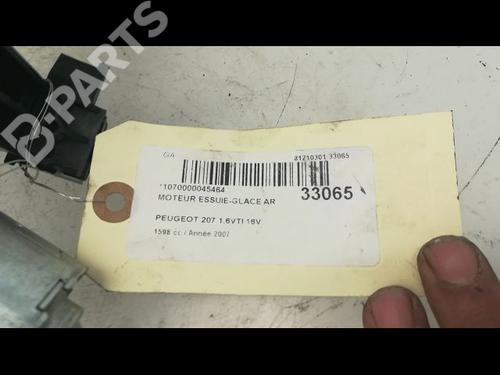 B-PARTS
GA 81210301 33065
*1070000045464 33065
MOTEUR ESSUIE-GLACE AR
PEUGEOT 207 1.6VTI 16V
1598 cc / Année 2007